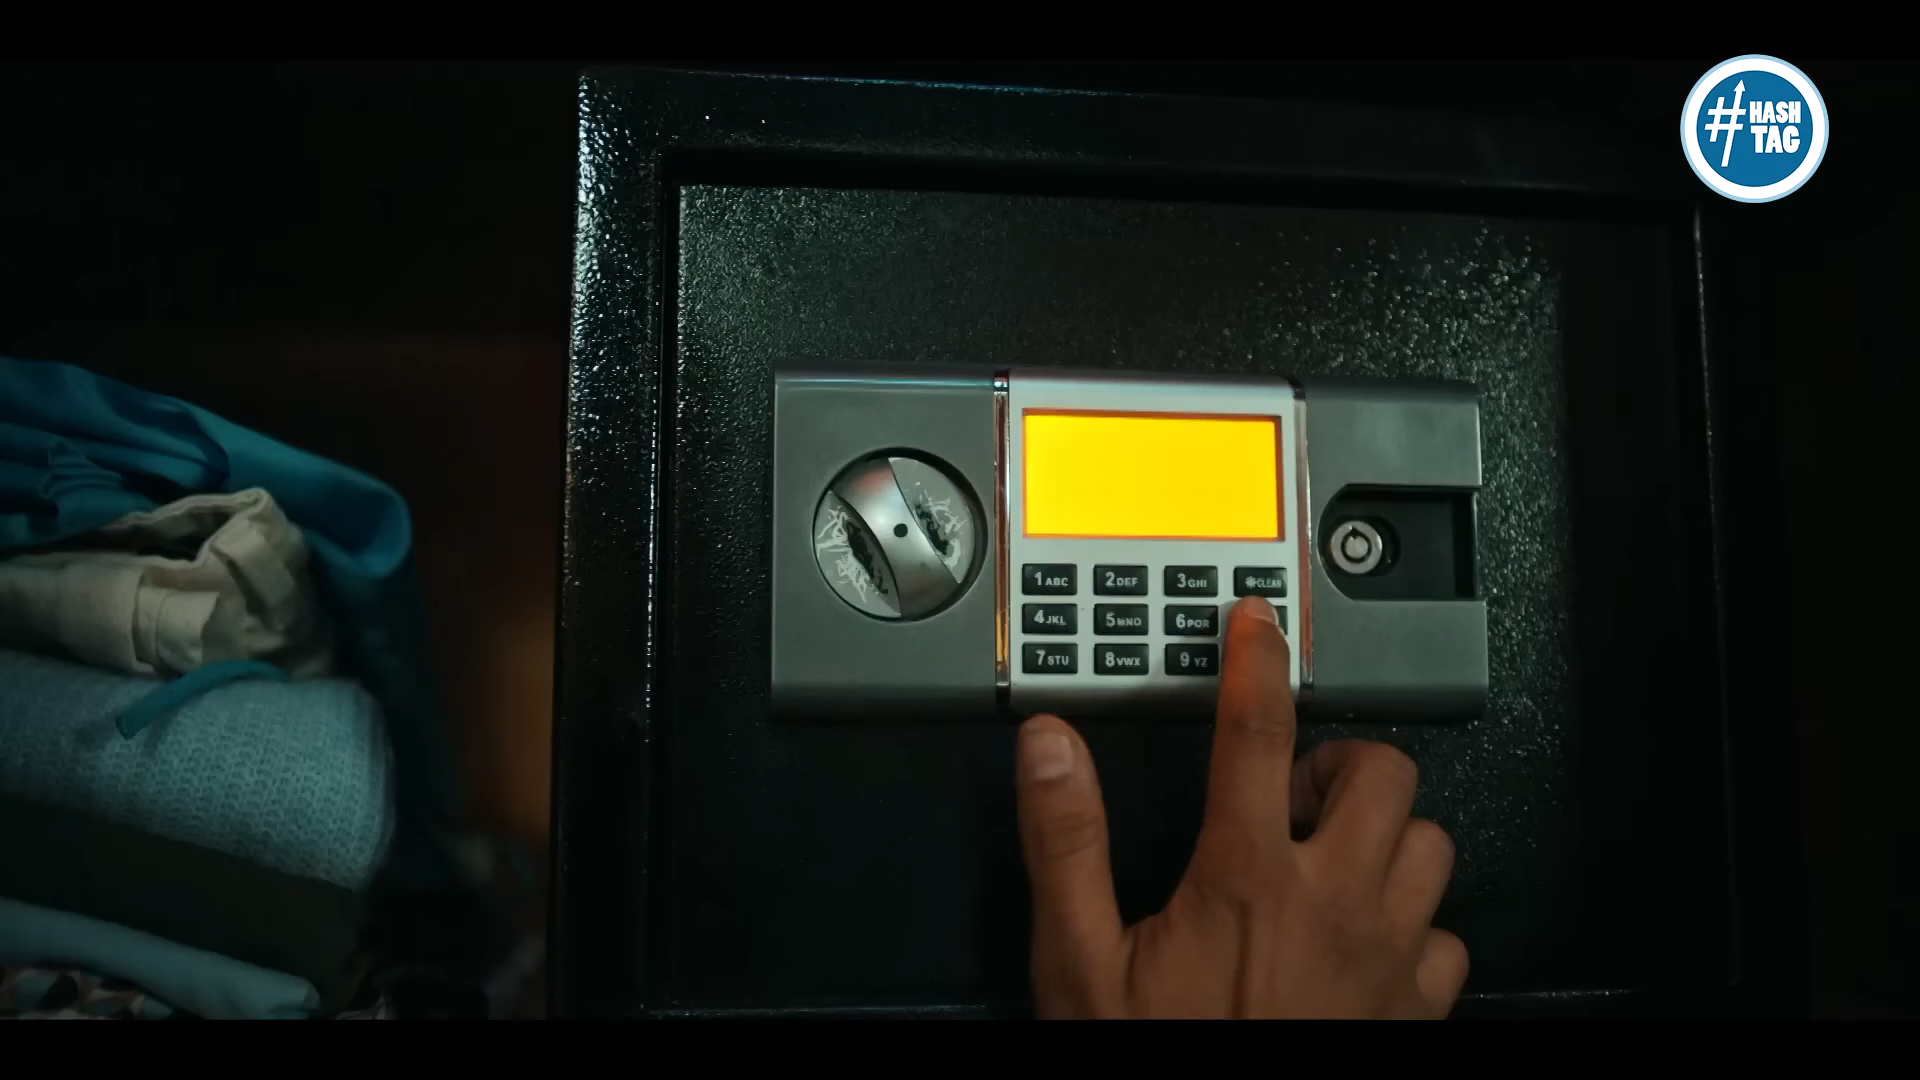 # HASH
TAG
1ABC 2DEF 3GHI ✱CLEAR
4JKL 5MNO 6PQR
7STU 8VWX 9YZ